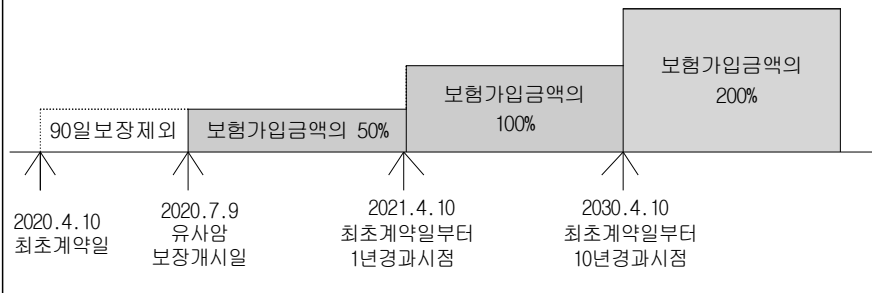 보험가입금액의
200%
보험가입금액의
100%
90일보장제외
보험가입금액의 50%
2020.4.10
최초계약일
2020.7.9
유사암
보장개시일
2021.4.10
최초계약일부터
1년경과시점
2030.4.10
최초계약일부터
10년경과시점